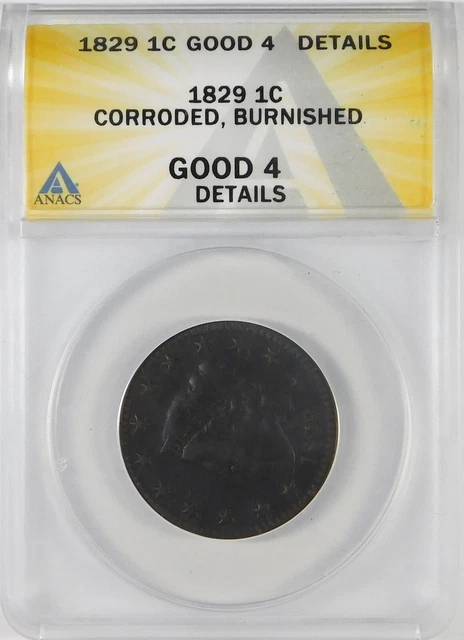 1829 1C GOOD 4 DETAILS
1829 1C
CORRODED, BURNISHED
GOOD 4
DETAILS
ANACS